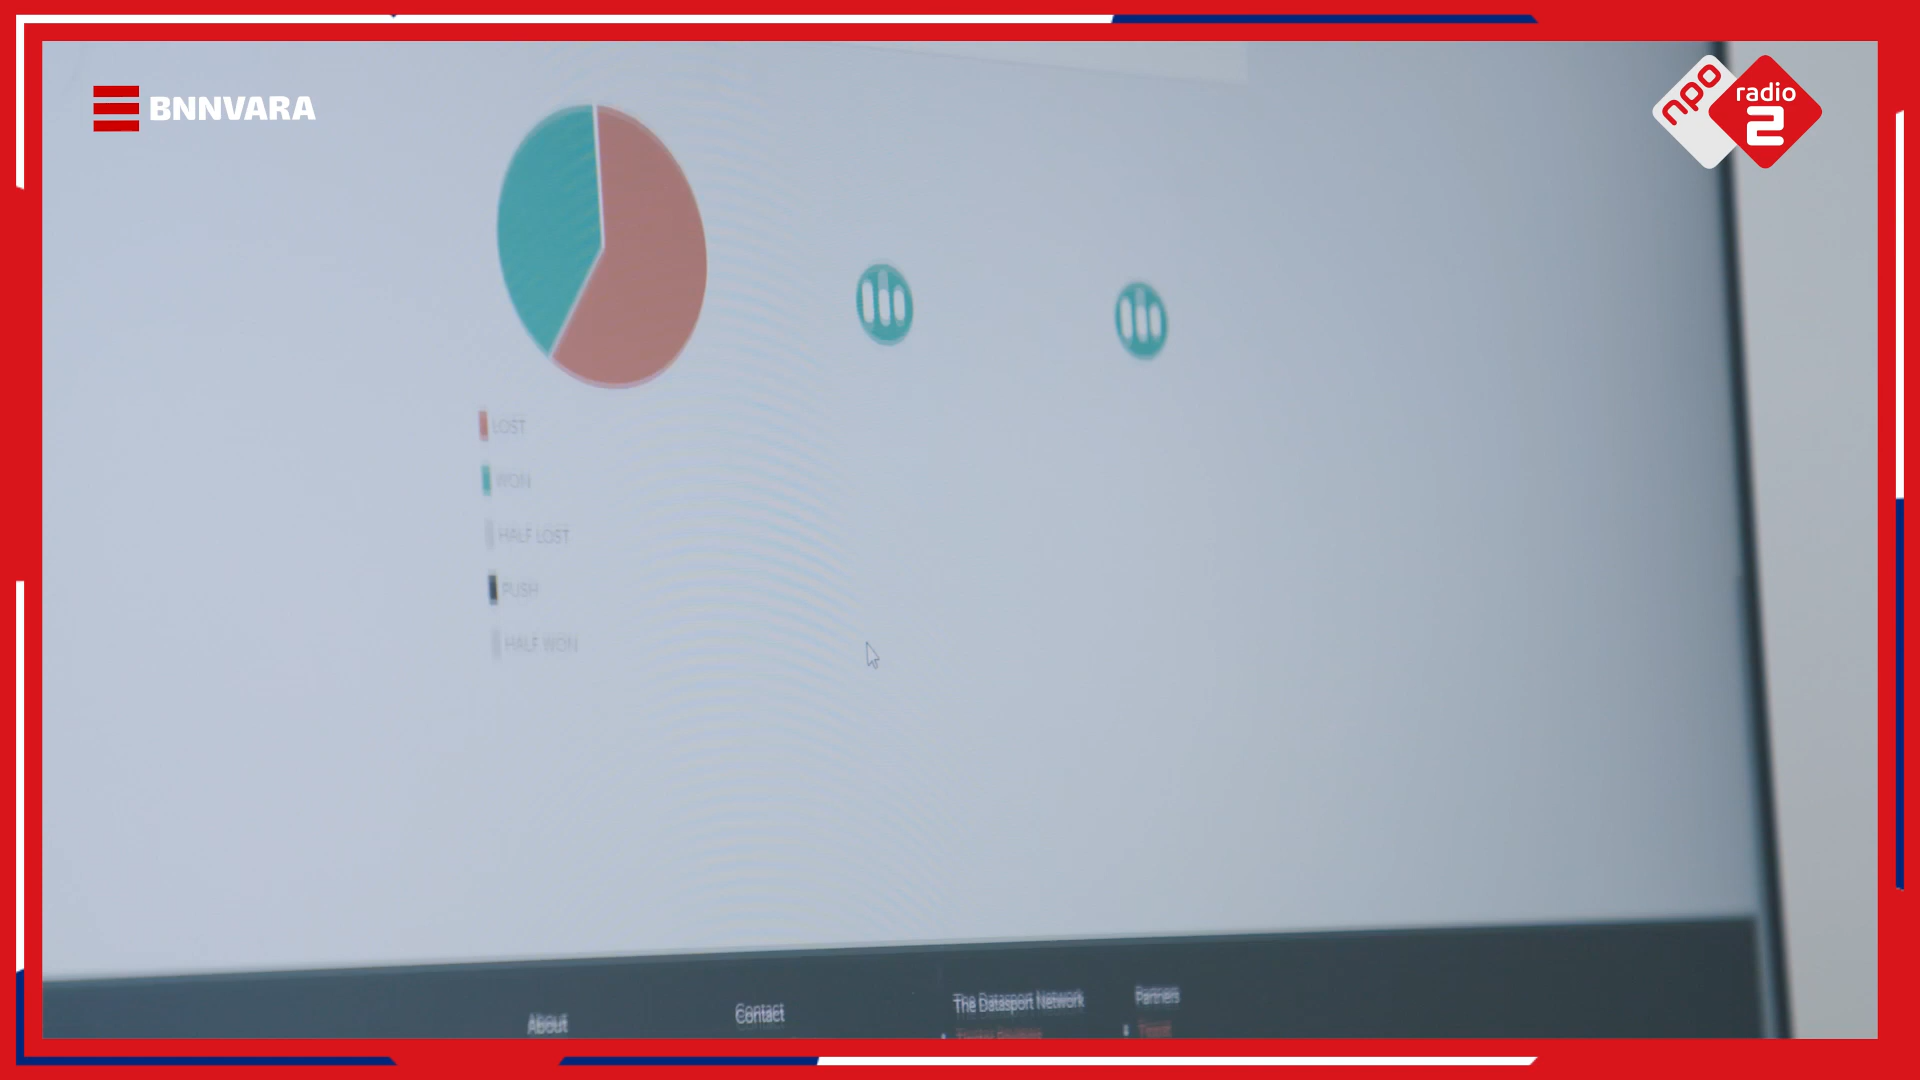 BNNVARA
npo
radio
2
LOST
WON
HALF LOST
PUSH
HALF WON
About
Contact
The Datasport Network
Partners